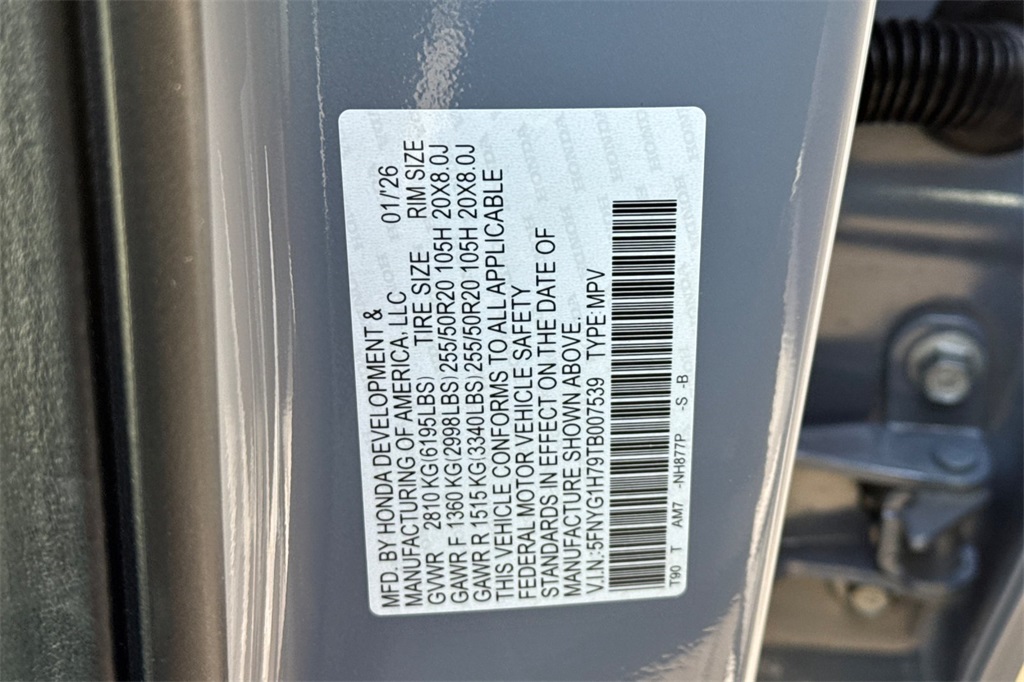 MFD. BY HONDA DEVELOPMENT &
MANUFACTURING OF AMERICA, LLC 01/'26
GVWR 2810 KG(6195LBS) TIRE SIZE RIM SIZE
GAWR F 1360 KG(2998LBS) 255/50R20 105H 20X8.0J
GAWR R 1515 KG(3340LBS) 255/50R20 105H 20X8.0J
THIS VEHICLE CONFORMS TO ALL APPLICABLE
FEDERAL MOTOR VEHICLE SAFETY
STANDARDS IN EFFECT ON THE DATE OF
MANUFACTURE SHOWN ABOVE.
V.I.N.:5FNYG1H79TB007539 TYPE:MPV
T90 T AM7 -NH877P -S -B
HONDA